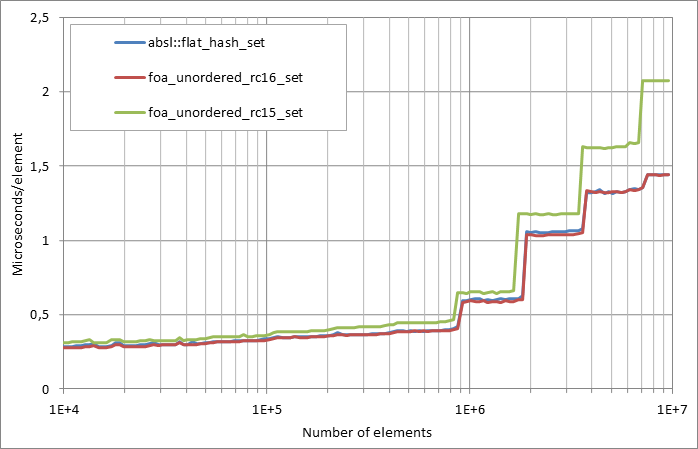 2,5
absl::flat_hash_set
foa_unordered_rc16_set
foa_unordered_rc15_set
2
1,5
1
0,5
0
Microseconds/element
1E+4
1E+5
1E+6
1E+7
Number of elements